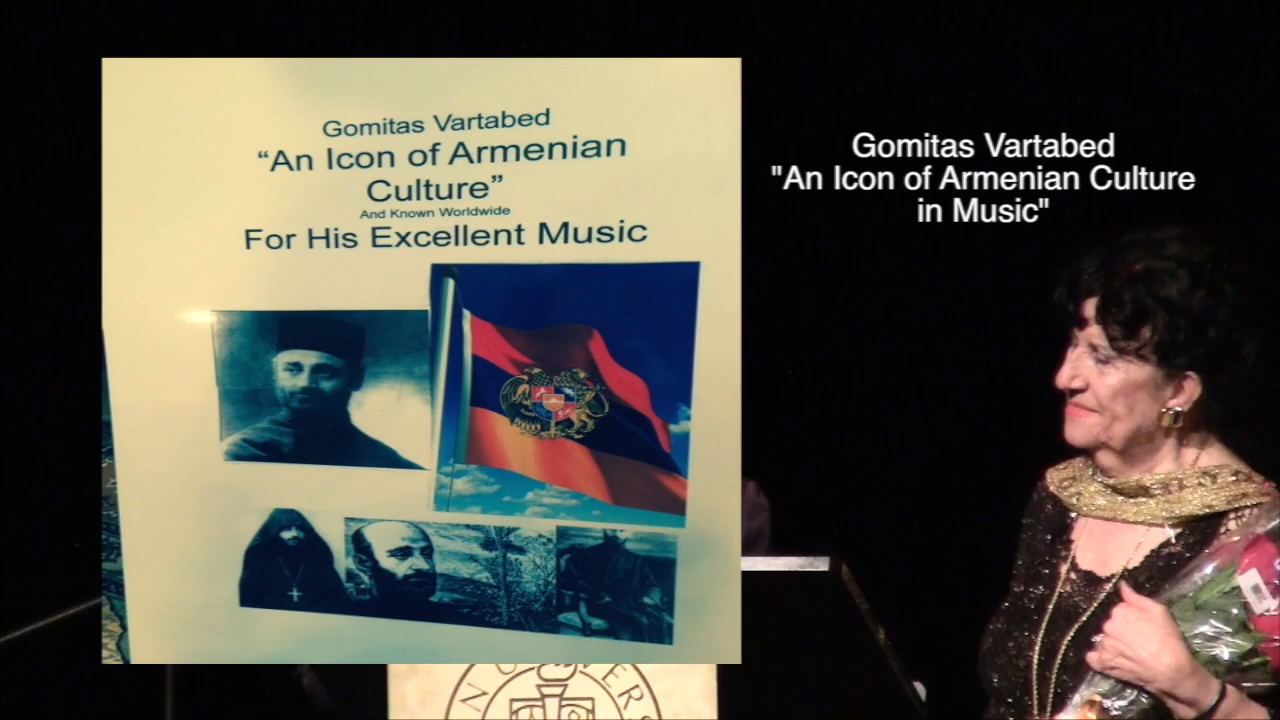 Gomitas Vartabed
"An Icon of Armenian
Culture"
And Known Worldwide
For His Excellent Music
Gomitas Vartabed
"An Icon of Armenian Culture
in Music"